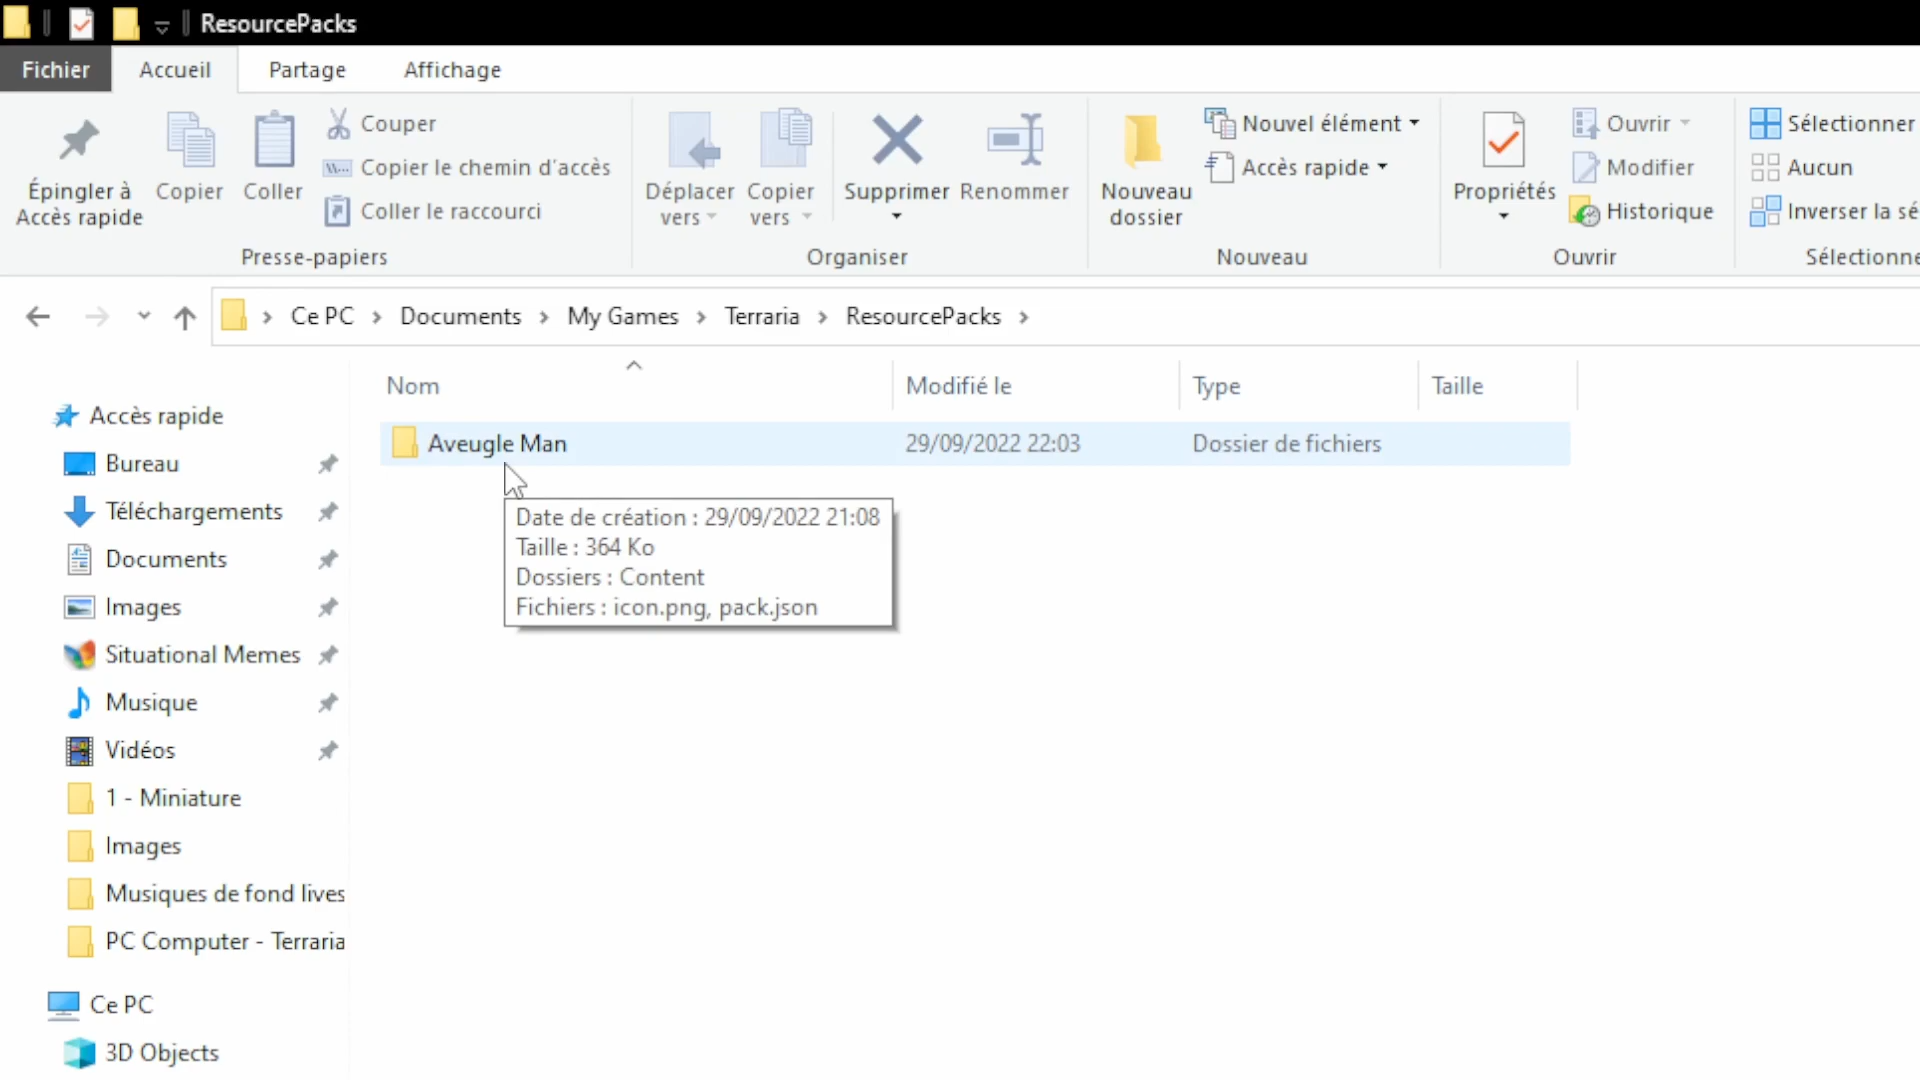 ResourcePacks
Fichier
Accueil
Partage
Affichage
Épingler à
Accès rapide
Copier
Coller
Couper
Copier le chemin d'accès
Coller le raccourci
Presse-papiers
Déplacer
vers
Copier
vers
Supprimer
Renommer
Organiser
Nouveau
dossier
Nouvel élément
Accès rapide
Nouveau
Propriétés
Ouvrir
Modifier
Historique
Ouvrir
Sélectionner
Aucun
Inverser la sé
Sélectionne
Ce PC
Documents
My Games
Terraria
ResourcePacks
Nom
Modifié le
Type
Taille
Aveugle Man
29/09/2022 22:03
Dossier de fichiers
Date de création : 29/09/2022 21:08
Taille : 364 Ko
Dossiers : Content
Fichiers : icon.png, pack.json
Accès rapide
Bureau
Téléchargements
Documents
Images
Situational Memes
Musique
Vidéos
1 - Miniature
Images
Musiques de fond lives
PC Computer - Terraria
Ce PC
3D Objects